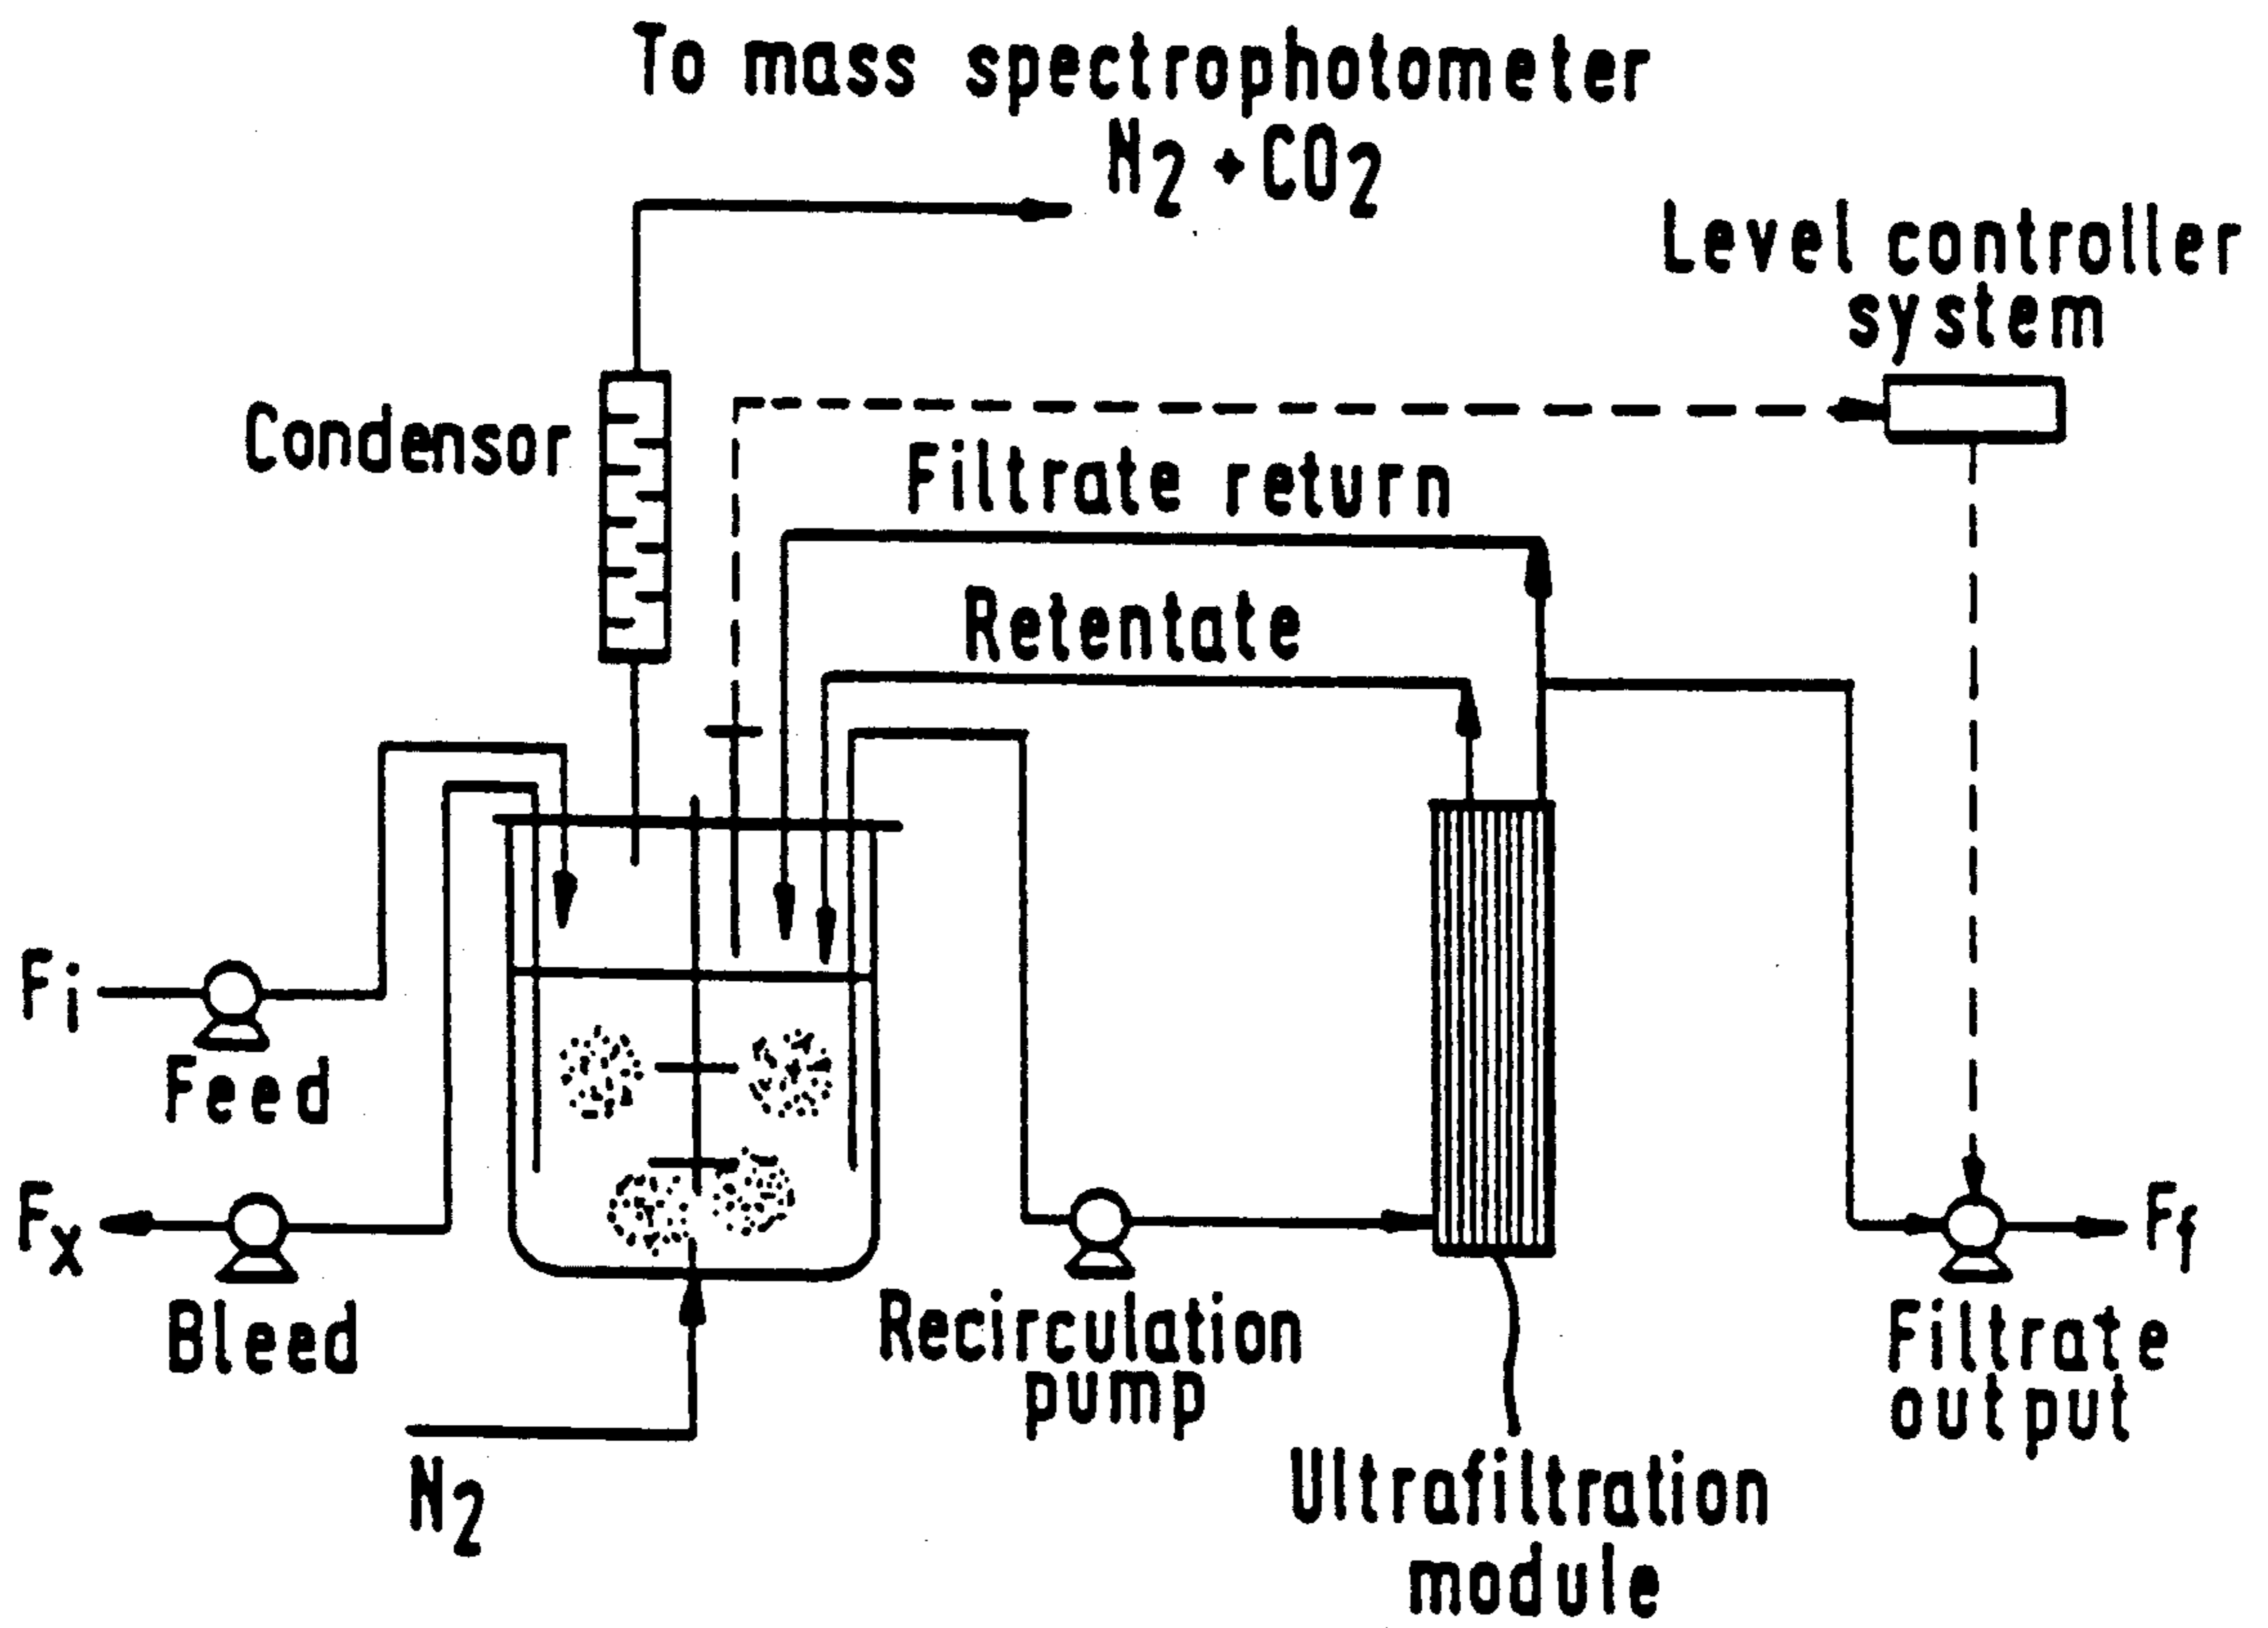 To mass spectrophotometer
N2 + CO2
Level controller
system
Condensor
Filtrate return
Retentate
Fi
Feed
Fx
Bleed
N2
Recirculation
pump
Ultrafiltration
module
Ff
Filtrate
output